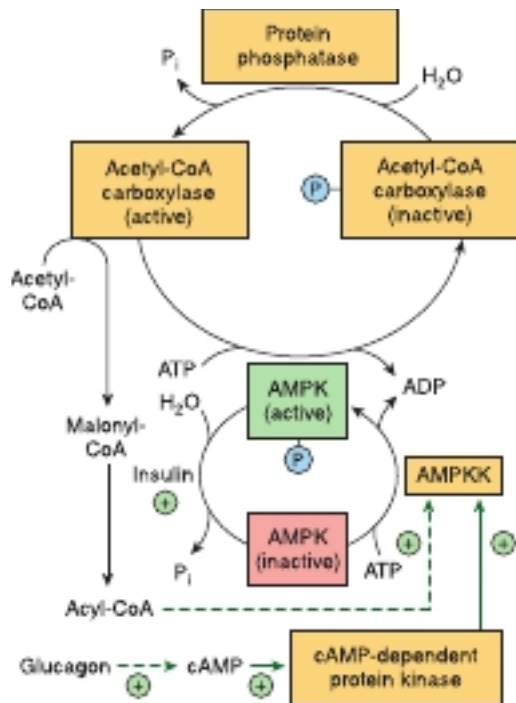 Protein
phosphatase
Pi
H₂O
Acetyl-CoA
carboxylase
(active)
P
Acetyl-CoA
carboxylase
(inactive)
Acetyl-
CoA
ATP
ADP
AMPK
(active)
P
H₂O
Malonyl-
CoA
Insulin
+
AMPKK
AMPK
(inactive)
Pi
ATP
+
+
Acyl-CoA
Glucagon
+
cAMP
+
cAMP-dependent
protein kinase